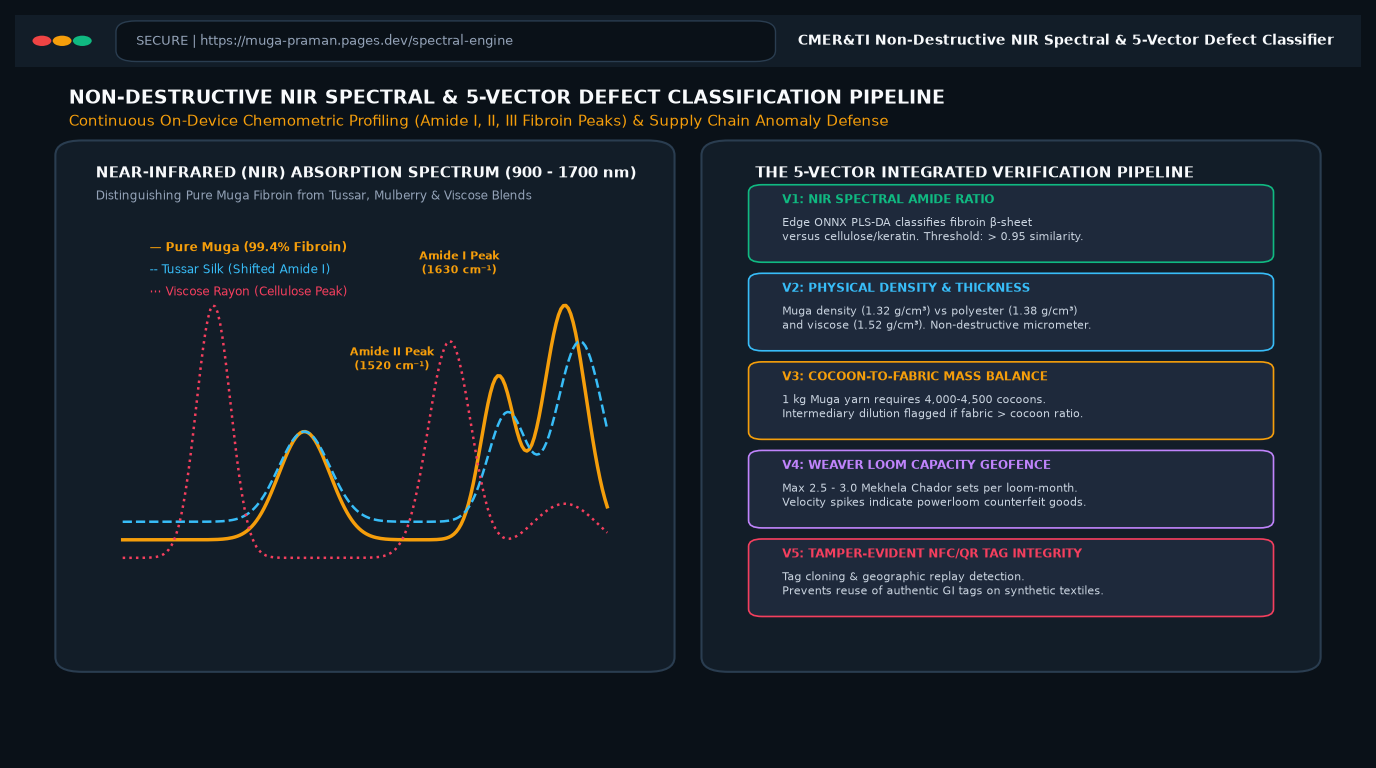 SECURE | https://muga-praman.pages.dev/spectral-engine
CMER&TI Non-Destructive NIR Spectral & 5-Vector Defect Classifier
NON-DESTRUCTIVE NIR SPECTRAL & 5-VECTOR DEFECT CLASSIFICATION PIPELINE
Continuous On-Device Chemometric Profiling (Amide I, II, III Fibroin Peaks) & Supply Chain Anomaly Defense
NEAR-INFRARED (NIR) ABSORPTION SPECTRUM (900 - 1700 nm)
Distinguishing Pure Muga Fibroin from Tussar, Mulberry & Viscose Blends
— Pure Muga (99.4% Fibroin)
-- Tussar Silk (Shifted Amide I)
··· Viscose Rayon (Cellulose Peak)
Amide I Peak
(1630 cm⁻¹)
Amide II Peak
(1520 cm⁻¹)
THE 5-VECTOR INTEGRATED VERIFICATION PIPELINE
V1: NIR SPECTRAL AMIDE RATIO
Edge ONNX PLS-DA classifies fibroin β-sheet
versus cellulose/keratin. Threshold: > 0.95 similarity.
V2: PHYSICAL DENSITY & THICKNESS
Muga density (1.32 g/cm³) vs polyester (1.38 g/cm³)
and viscose (1.52 g/cm³). Non-destructive micrometer.
V3: COCOON-TO-FABRIC MASS BALANCE
1 kg Muga yarn requires 4,000-4,500 cocoons.
Intermediary dilution flagged if fabric > cocoon ratio.
V4: WEAVER LOOM CAPACITY GEOFENCE
Max 2.5 - 3.0 Mekhela Chador sets per loom-month.
Velocity spikes indicate powerloom counterfeit goods.
V5: TAMPER-EVIDENT NFC/QR TAG INTEGRITY
Tag cloning & geographic replay detection.
Prevents reuse of authentic GI tags on synthetic textiles.